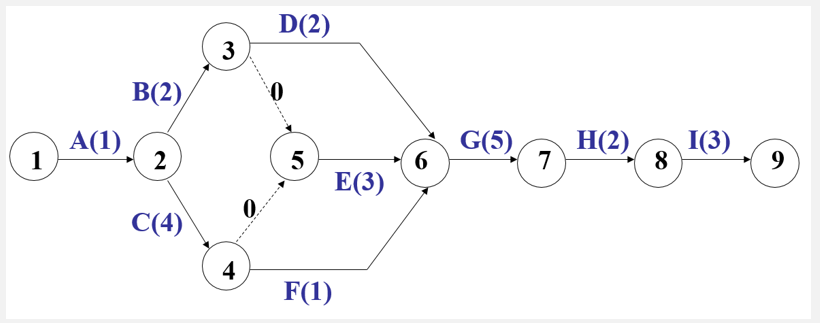 D(2)
3
B(2)
0
A(1)
G(5)
H(2)
I(3)
1
2
5
6
7
8
9
E(3)
C(4)
0
4
F(1)